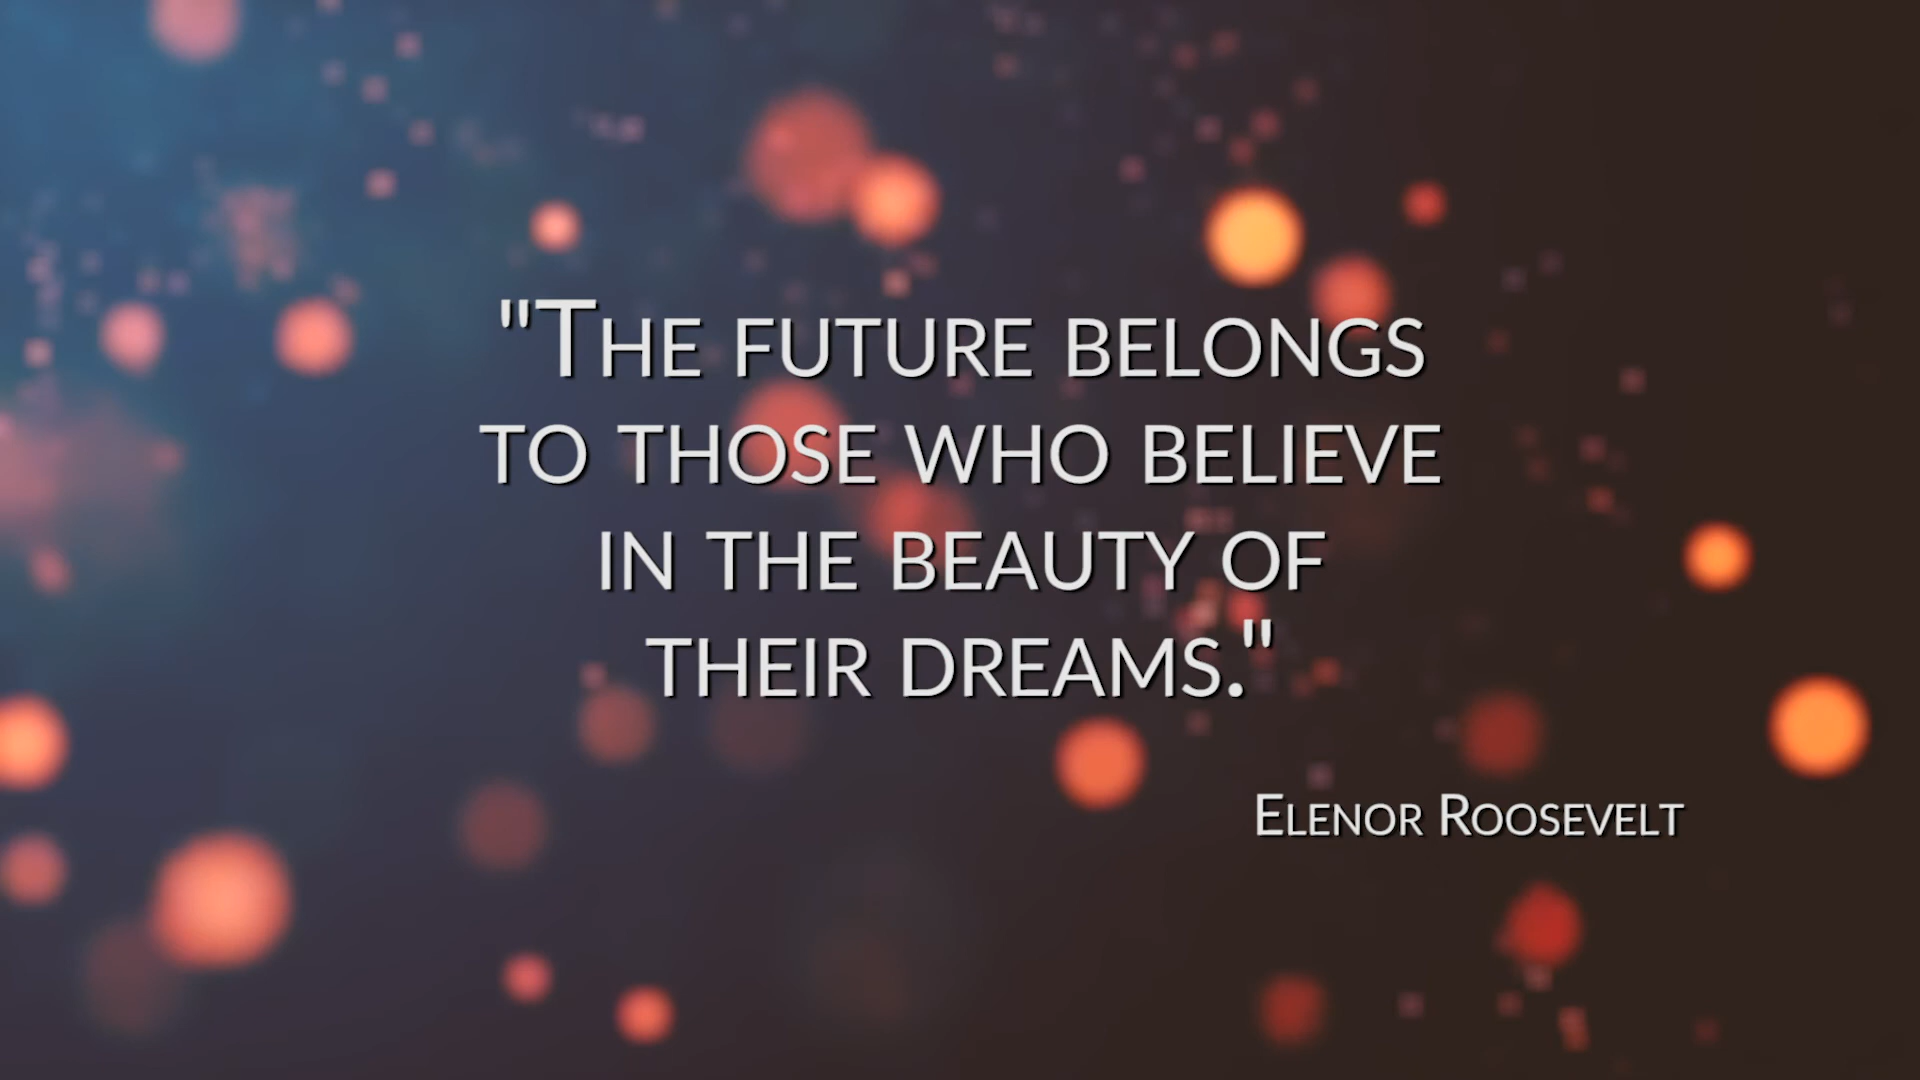 "The future belongs
to those who believe
in the beauty of
their dreams."
Elenor Roosevelt